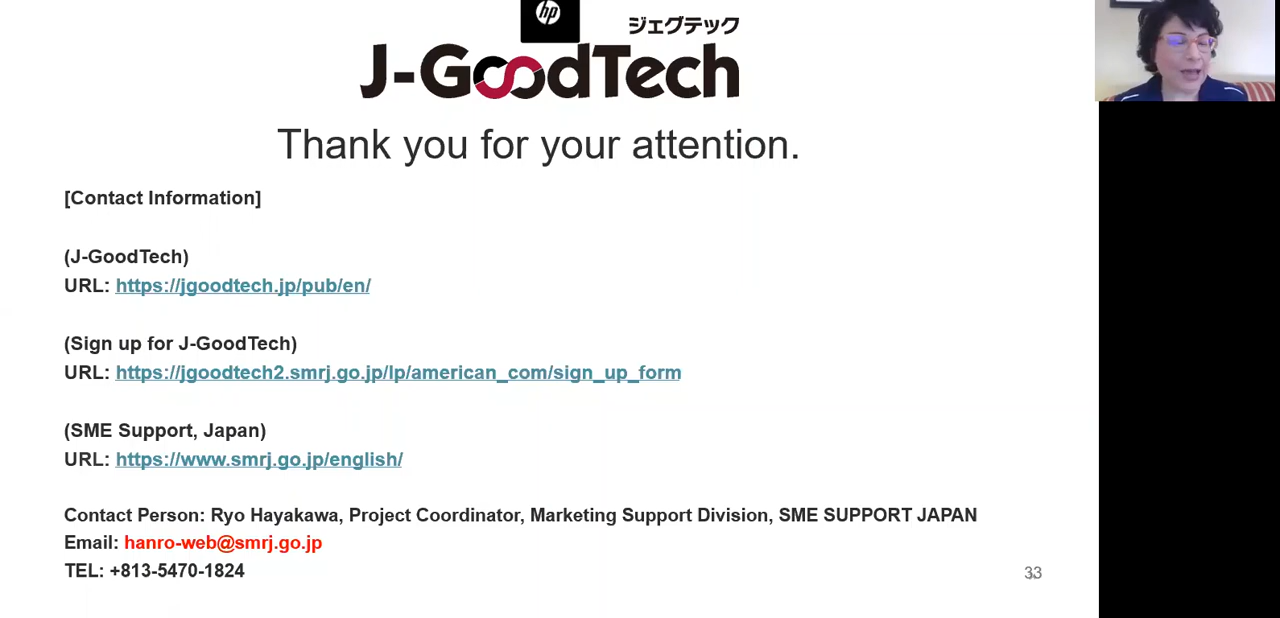 hp
ジェグテック
J-GoodTech
Thank you for your attention.
[Contact Information]
(J-GoodTech)
URL: https://jgoodtech.jp/pub/en/
(Sign up for J-GoodTech)
URL: https://jgoodtech2.smrj.go.jp/lp/american_com/sign_up_form
(SME Support, Japan)
URL: https://www.smrj.go.jp/english/
Contact Person: Ryo Hayakawa, Project Coordinator, Marketing Support Division, SME SUPPORT JAPAN
Email: hanro-web@smrj.go.jp
TEL: +813-5470-1824
33